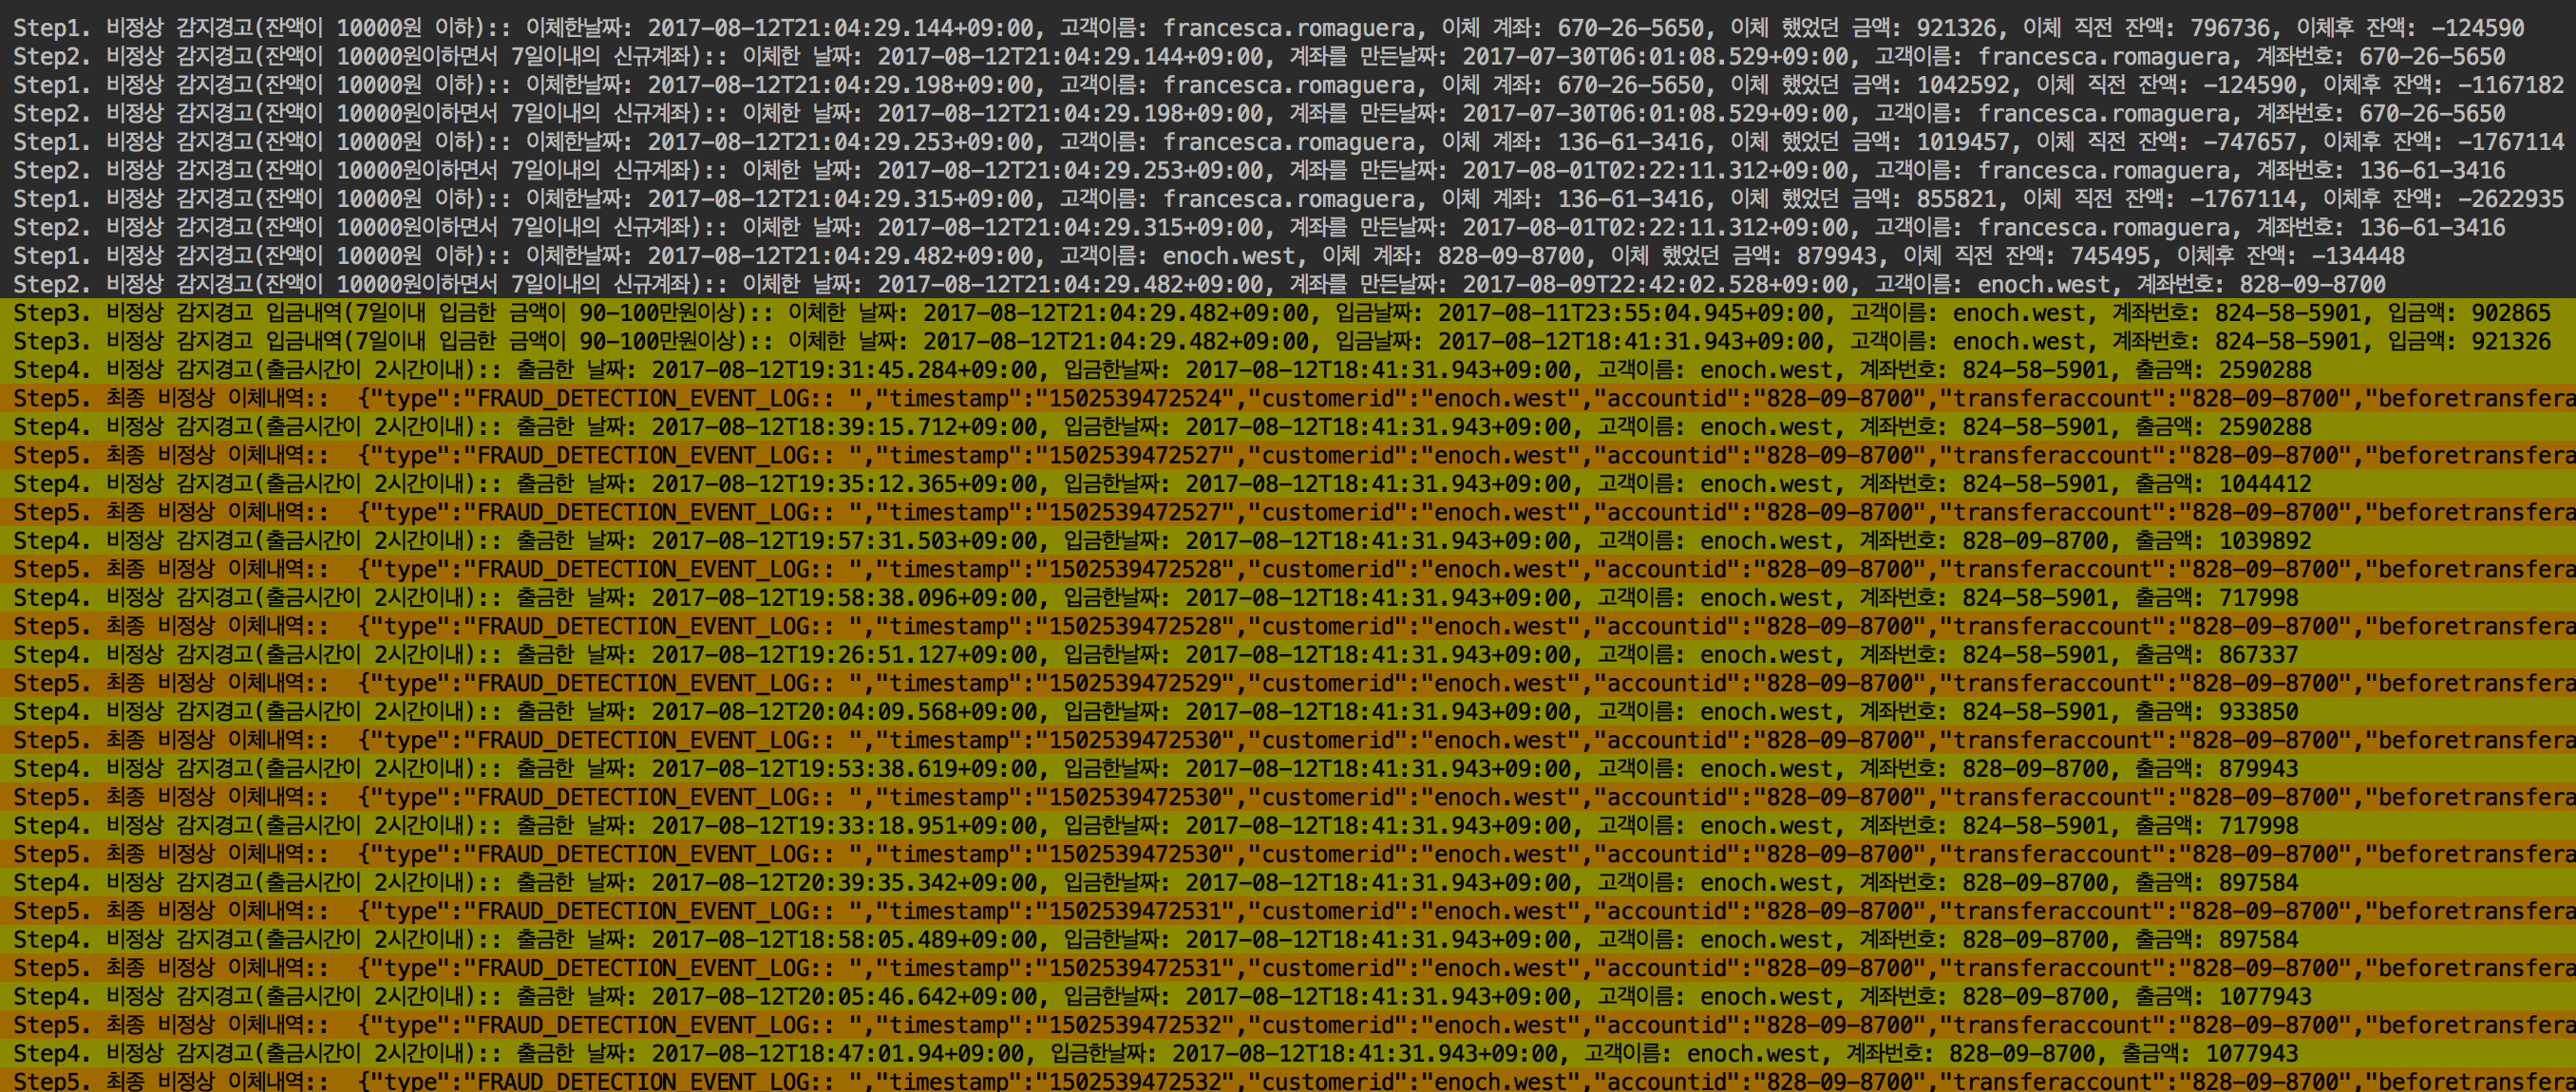 Step1. 비정상 감지경고(잔액이 10000원 이하):: 이체한날짜: 2017-08-12T21:04:29.144+09:00, 고객이름: francesca.romaguera, 이체 계좌: 670-26-5650, 이체 했었던 금액: 921326, 이체 직전 잔액: 796736, 이체후 잔액: -124590
Step2. 비정상 감지경고(잔액이 10000원이하면서 7일이내의 신규계좌):: 이체한 날짜: 2017-08-12T21:04:29.144+09:00, 계좌를 만든날짜: 2017-07-30T06:01:08.529+09:00, 고객이름: francesca.romaguera, 계좌번호: 670-26-5650
Step1. 비정상 감지경고(잔액이 10000원 이하):: 이체한날짜: 2017-08-12T21:04:29.198+09:00, 고객이름: francesca.romaguera, 이체 계좌: 670-26-5650, 이체 했었던 금액: 1042592, 이체 직전 잔액: -124590, 이체후 잔액: -1167182
Step2. 비정상 감지경고(잔액이 10000원이하면서 7일이내의 신규계좌):: 이체한 날짜: 2017-08-12T21:04:29.198+09:00, 계좌를 만든날짜: 2017-07-30T06:01:08.529+09:00, 고객이름: francesca.romaguera, 계좌번호: 670-26-5650
Step1. 비정상 감지경고(잔액이 10000원 이하):: 이체한날짜: 2017-08-12T21:04:29.253+09:00, 고객이름: francesca.romaguera, 이체 계좌: 136-61-3416, 이체 했었던 금액: 1019457, 이체 직전 잔액: -747657, 이체후 잔액: -1767114
Step2. 비정상 감지경고(잔액이 10000원이하면서 7일이내의 신규계좌):: 이체한 날짜: 2017-08-12T21:04:29.253+09:00, 계좌를 만든날짜: 2017-08-01T02:22:11.312+09:00, 고객이름: francesca.romaguera, 계좌번호: 136-61-3416
Step1. 비정상 감지경고(잔액이 10000원 이하):: 이체한날짜: 2017-08-12T21:04:29.315+09:00, 고객이름: francesca.romaguera, 이체 계좌: 136-61-3416, 이체 했었던 금액: 855821, 이체 직전 잔액: -1767114, 이체후 잔액: -2622935
Step2. 비정상 감지경고(잔액이 10000원이하면서 7일이내의 신규계좌):: 이체한 날짜: 2017-08-12T21:04:29.315+09:00, 계좌를 만든날짜: 2017-08-01T02:22:11.312+09:00, 고객이름: francesca.romaguera, 계좌번호: 136-61-3416
Step1. 비정상 감지경고(잔액이 10000원 이하):: 이체한날짜: 2017-08-12T21:04:29.482+09:00, 고객이름: enoch.west, 이체 계좌: 828-09-8700, 이체 했었던 금액: 879943, 이체 직전 잔액: 745495, 이체후 잔액: -134448
Step2. 비정상 감지경고(잔액이 10000원이하면서 7일이내의 신규계좌):: 이체한 날짜: 2017-08-12T21:04:29.482+09:00, 계좌를 만든날짜: 2017-08-09T22:42:02.528+09:00, 고객이름: enoch.west, 계좌번호: 828-09-8700
Step3. 비정상 감지경고 입금내역(7일이내 입금한 금액이 90-100만원이상):: 이체한 날짜: 2017-08-12T21:04:29.482+09:00, 입금날짜: 2017-08-11T23:55:04.945+09:00, 고객이름: enoch.west, 계좌번호: 824-58-5901, 입금액: 902865
Step3. 비정상 감지경고 입금내역(7일이내 입금한 금액이 90-100만원이상):: 이체한 날짜: 2017-08-12T21:04:29.482+09:00, 입금날짜: 2017-08-12T18:41:31.943+09:00, 고객이름: enoch.west, 계좌번호: 824-58-5901, 입금액: 921326
Step4. 비정상 감지경고(출금시간이 2시간이내):: 출금한 날짜: 2017-08-12T19:31:45.284+09:00, 입금한날짜: 2017-08-12T18:41:31.943+09:00, 고객이름: enoch.west, 계좌번호: 824-58-5901, 출금액: 2590288
Step5. 최종 비정상 이체내역::  {"type":"FRAUD_DETECTION_EVENT_LOG:: ","timestamp":"1502539472524","customerid":"enoch.west","accountid":"828-09-8700","transferaccount":"828-09-8700","beforetransfera
Step4. 비정상 감지경고(출금시간이 2시간이내):: 출금한 날짜: 2017-08-12T18:39:15.712+09:00, 입금한날짜: 2017-08-12T18:41:31.943+09:00, 고객이름: enoch.west, 계좌번호: 824-58-5901, 출금액: 2590288
Step5. 최종 비정상 이체내역::  {"type":"FRAUD_DETECTION_EVENT_LOG:: ","timestamp":"1502539472527","customerid":"enoch.west","accountid":"828-09-8700","transferaccount":"828-09-8700","beforetransfera
Step4. 비정상 감지경고(출금시간이 2시간이내):: 출금한 날짜: 2017-08-12T19:35:12.365+09:00, 입금한날짜: 2017-08-12T18:41:31.943+09:00, 고객이름: enoch.west, 계좌번호: 824-58-5901, 출금액: 1044412
Step5. 최종 비정상 이체내역::  {"type":"FRAUD_DETECTION_EVENT_LOG:: ","timestamp":"1502539472527","customerid":"enoch.west","accountid":"828-09-8700","transferaccount":"828-09-8700","beforetransfera
Step4. 비정상 감지경고(출금시간이 2시간이내):: 출금한 날짜: 2017-08-12T19:57:31.503+09:00, 입금한날짜: 2017-08-12T18:41:31.943+09:00, 고객이름: enoch.west, 계좌번호: 828-09-8700, 출금액: 1039892
Step5. 최종 비정상 이체내역::  {"type":"FRAUD_DETECTION_EVENT_LOG:: ","timestamp":"1502539472528","customerid":"enoch.west","accountid":"828-09-8700","transferaccount":"828-09-8700","beforetransfera
Step4. 비정상 감지경고(출금시간이 2시간이내):: 출금한 날짜: 2017-08-12T19:58:38.096+09:00, 입금한날짜: 2017-08-12T18:41:31.943+09:00, 고객이름: enoch.west, 계좌번호: 824-58-5901, 출금액: 717998
Step5. 최종 비정상 이체내역::  {"type":"FRAUD_DETECTION_EVENT_LOG:: ","timestamp":"1502539472528","customerid":"enoch.west","accountid":"828-09-8700","transferaccount":"828-09-8700","beforetransfera
Step4. 비정상 감지경고(출금시간이 2시간이내):: 출금한 날짜: 2017-08-12T19:26:51.127+09:00, 입금한날짜: 2017-08-12T18:41:31.943+09:00, 고객이름: enoch.west, 계좌번호: 824-58-5901, 출금액: 867337
Step5. 최종 비정상 이체내역::  {"type":"FRAUD_DETECTION_EVENT_LOG:: ","timestamp":"1502539472529","customerid":"enoch.west","accountid":"828-09-8700","transferaccount":"828-09-8700","beforetransfera
Step4. 비정상 감지경고(출금시간이 2시간이내):: 출금한 날짜: 2017-08-12T20:04:09.568+09:00, 입금한날짜: 2017-08-12T18:41:31.943+09:00, 고객이름: enoch.west, 계좌번호: 824-58-5901, 출금액: 933850
Step5. 최종 비정상 이체내역::  {"type":"FRAUD_DETECTION_EVENT_LOG:: ","timestamp":"1502539472530","customerid":"enoch.west","accountid":"828-09-8700","transferaccount":"828-09-8700","beforetransfera
Step4. 비정상 감지경고(출금시간이 2시간이내):: 출금한 날짜: 2017-08-12T19:53:38.619+09:00, 입금한날짜: 2017-08-12T18:41:31.943+09:00, 고객이름: enoch.west, 계좌번호: 828-09-8700, 출금액: 879943
Step5. 최종 비정상 이체내역::  {"type":"FRAUD_DETECTION_EVENT_LOG:: ","timestamp":"1502539472530","customerid":"enoch.west","accountid":"828-09-8700","transferaccount":"828-09-8700","beforetransfera
Step4. 비정상 감지경고(출금시간이 2시간이내):: 출금한 날짜: 2017-08-12T19:33:18.951+09:00, 입금한날짜: 2017-08-12T18:41:31.943+09:00, 고객이름: enoch.west, 계좌번호: 824-58-5901, 출금액: 717998
Step5. 최종 비정상 이체내역::  {"type":"FRAUD_DETECTION_EVENT_LOG:: ","timestamp":"1502539472530","customerid":"enoch.west","accountid":"828-09-8700","transferaccount":"828-09-8700","beforetransfera
Step4. 비정상 감지경고(출금시간이 2시간이내):: 출금한 날짜: 2017-08-12T20:39:35.342+09:00, 입금한날짜: 2017-08-12T18:41:31.943+09:00, 고객이름: enoch.west, 계좌번호: 828-09-8700, 출금액: 897584
Step5. 최종 비정상 이체내역::  {"type":"FRAUD_DETECTION_EVENT_LOG:: ","timestamp":"1502539472531","customerid":"enoch.west","accountid":"828-09-8700","transferaccount":"828-09-8700","beforetransfera
Step4. 비정상 감지경고(출금시간이 2시간이내):: 출금한 날짜: 2017-08-12T18:58:05.489+09:00, 입금한날짜: 2017-08-12T18:41:31.943+09:00, 고객이름: enoch.west, 계좌번호: 828-09-8700, 출금액: 897584
Step5. 최종 비정상 이체내역::  {"type":"FRAUD_DETECTION_EVENT_LOG:: ","timestamp":"1502539472531","customerid":"enoch.west","accountid":"828-09-8700","transferaccount":"828-09-8700","beforetransfera
Step4. 비정상 감지경고(출금시간이 2시간이내):: 출금한 날짜: 2017-08-12T20:05:46.642+09:00, 입금한날짜: 2017-08-12T18:41:31.943+09:00, 고객이름: enoch.west, 계좌번호: 828-09-8700, 출금액: 1077943
Step5. 최종 비정상 이체내역::  {"type":"FRAUD_DETECTION_EVENT_LOG:: ","timestamp":"1502539472532","customerid":"enoch.west","accountid":"828-09-8700","transferaccount":"828-09-8700","beforetransfera
Step4. 비정상 감지경고(출금시간이 2시간이내):: 출금한 날짜: 2017-08-12T18:47:01.94+09:00, 입금한날짜: 2017-08-12T18:41:31.943+09:00, 고객이름: enoch.west, 계좌번호: 828-09-8700, 출금액: 1077943
Step5. 최종 비정상 이체내역::  {"type":"FRAUD_DETECTION_EVENT_LOG:: ","timestamp":"1502539472532","customerid":"enoch.west","accountid":"828-09-8700","transferaccount":"828-09-8700","beforetransfera